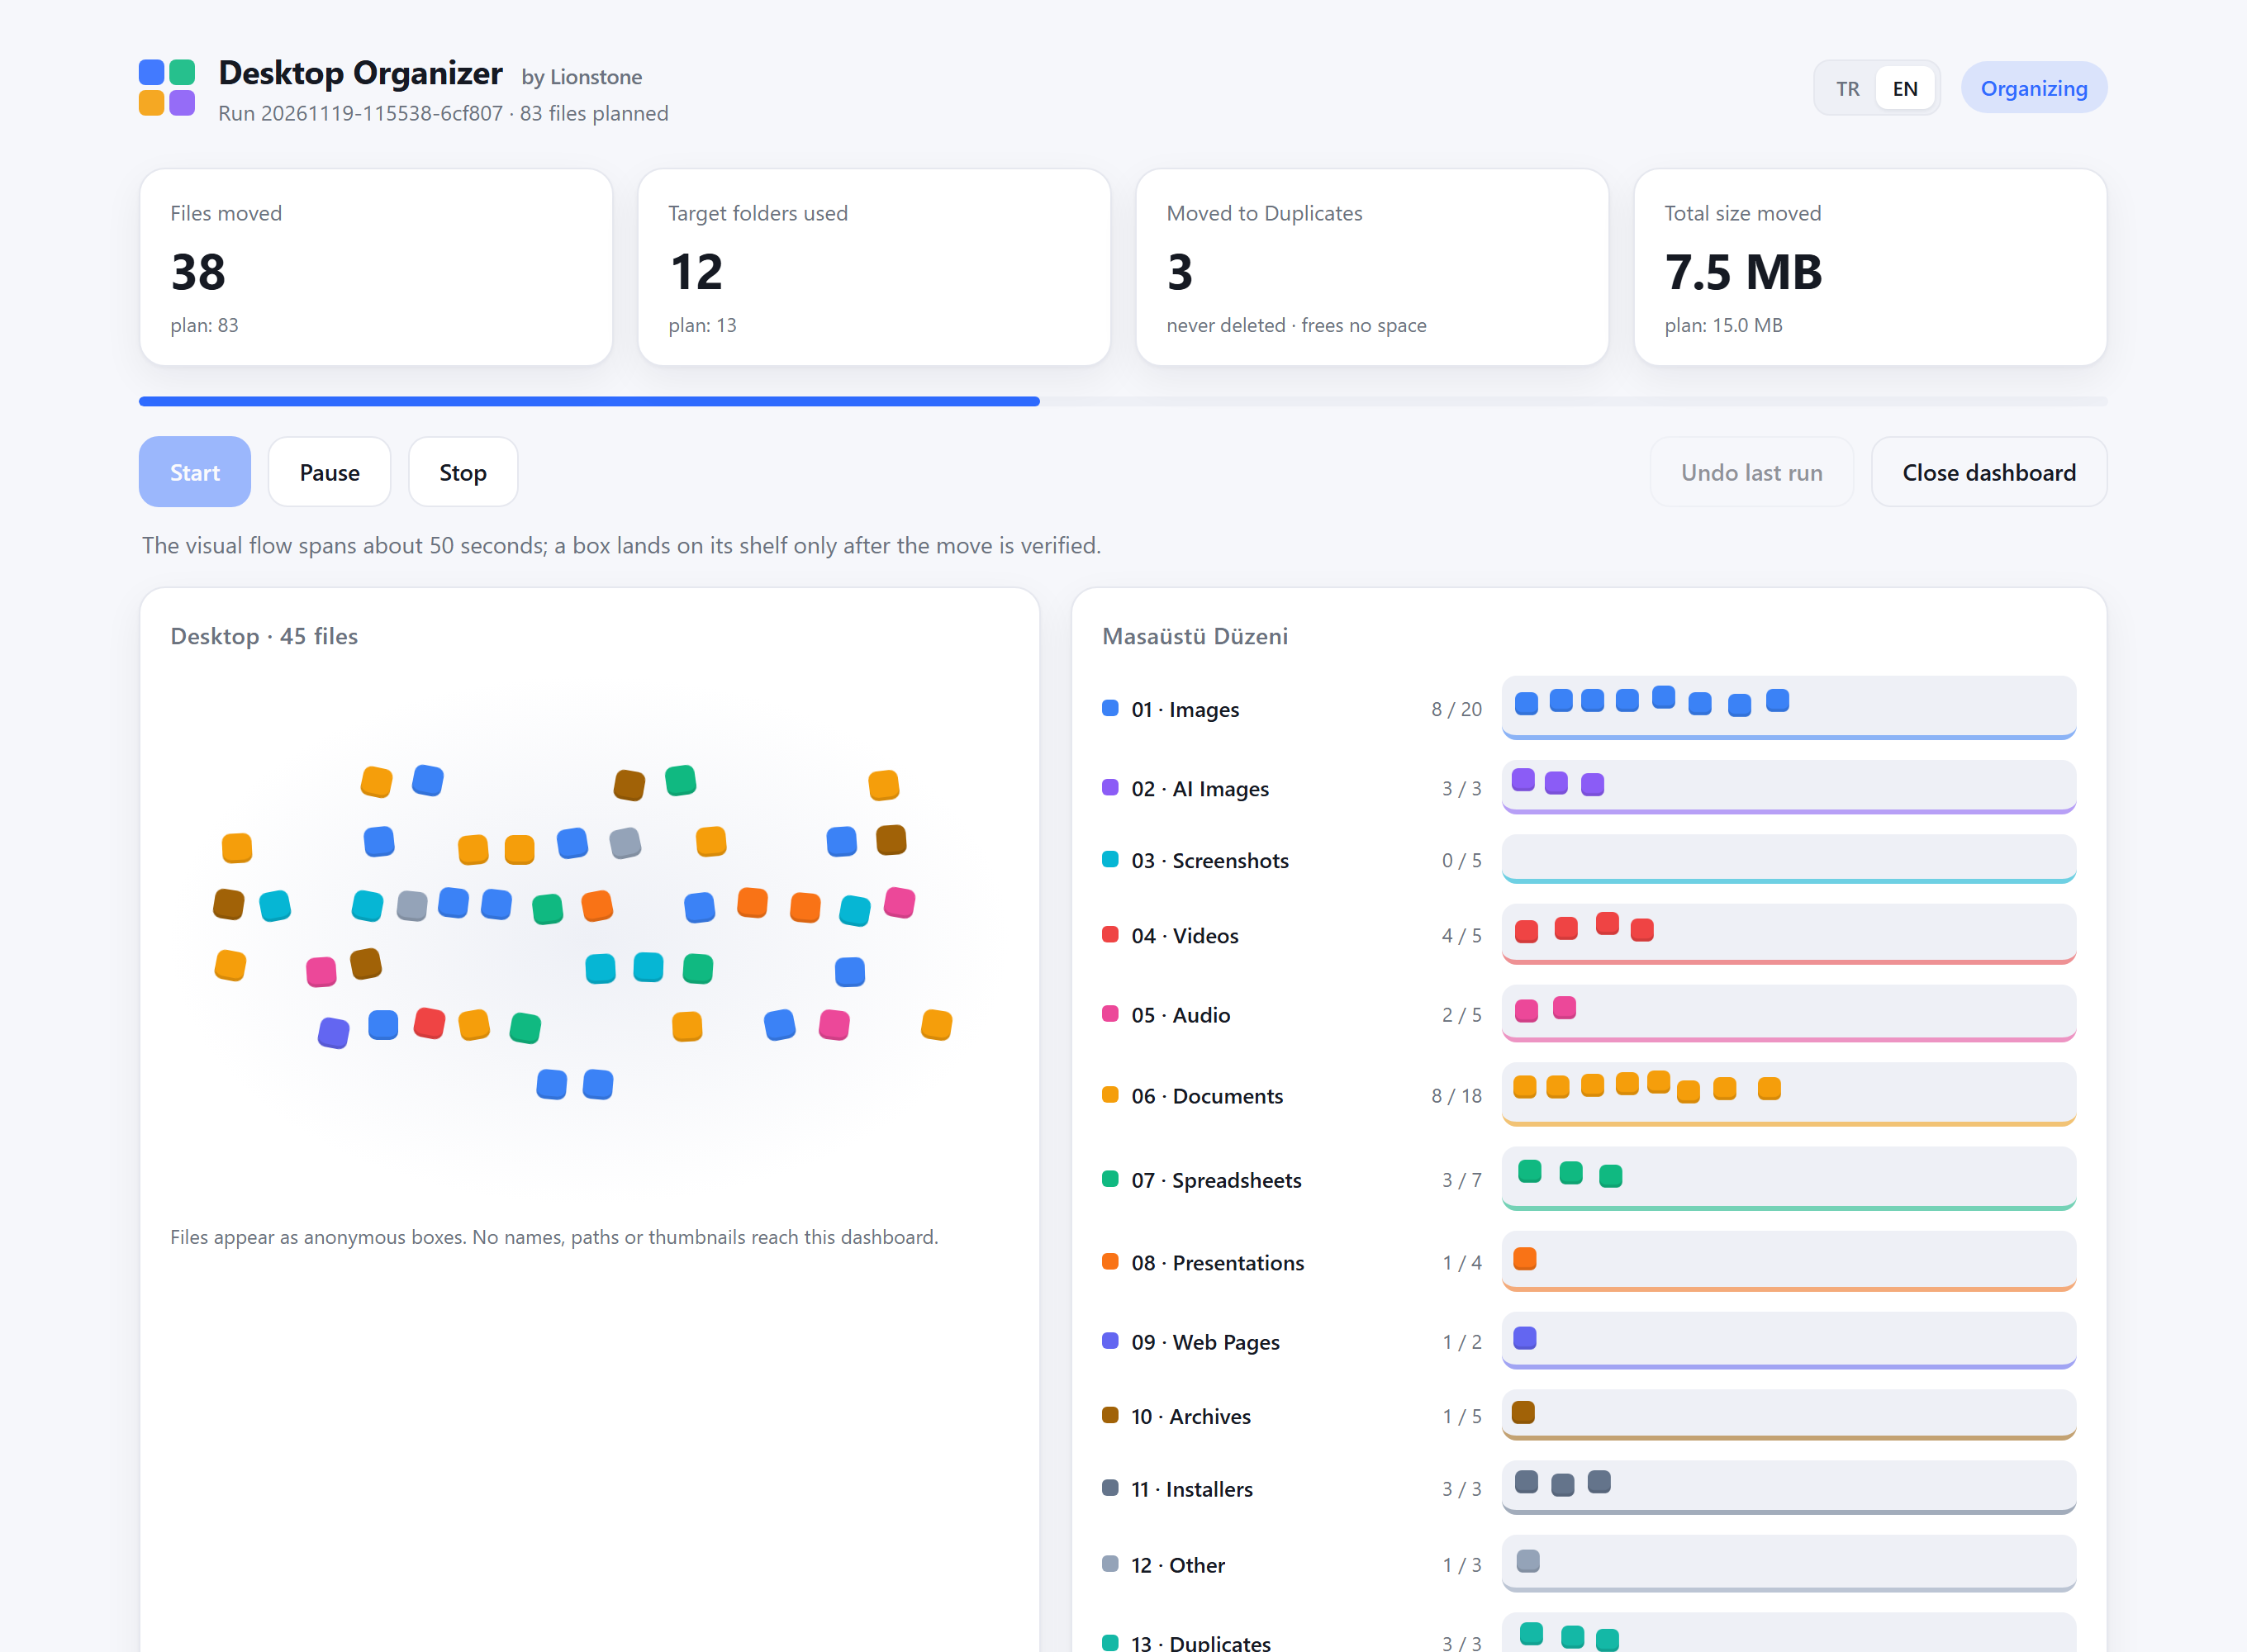 Desktop Organizer by Lionstone
Run 20261119-115538-6cf807 · 83 files planned
TR EN Organizing
Files moved
38
plan: 83
Target folders used
12
plan: 13
Moved to Duplicates
3
never deleted · frees no space
Total size moved
7.5 MB
plan: 15.0 MB
Start Pause Stop Undo last run Close dashboard
The visual flow spans about 50 seconds; a box lands on its shelf only after the move is verified.
Desktop · 45 files
Files appear as anonymous boxes. No names, paths or thumbnails reach this dashboard.
Masaüstü Düzeni
01 · Images 8 / 20
02 · AI Images 3 / 3
03 · Screenshots 0 / 5
04 · Videos 4 / 5
05 · Audio 2 / 5
06 · Documents 8 / 18
07 · Spreadsheets 3 / 7
08 · Presentations 1 / 4
09 · Web Pages 1 / 2
10 · Archives 1 / 5
11 · Installers 3 / 3
12 · Other 1 / 3
13 · Duplicates 3 / 3